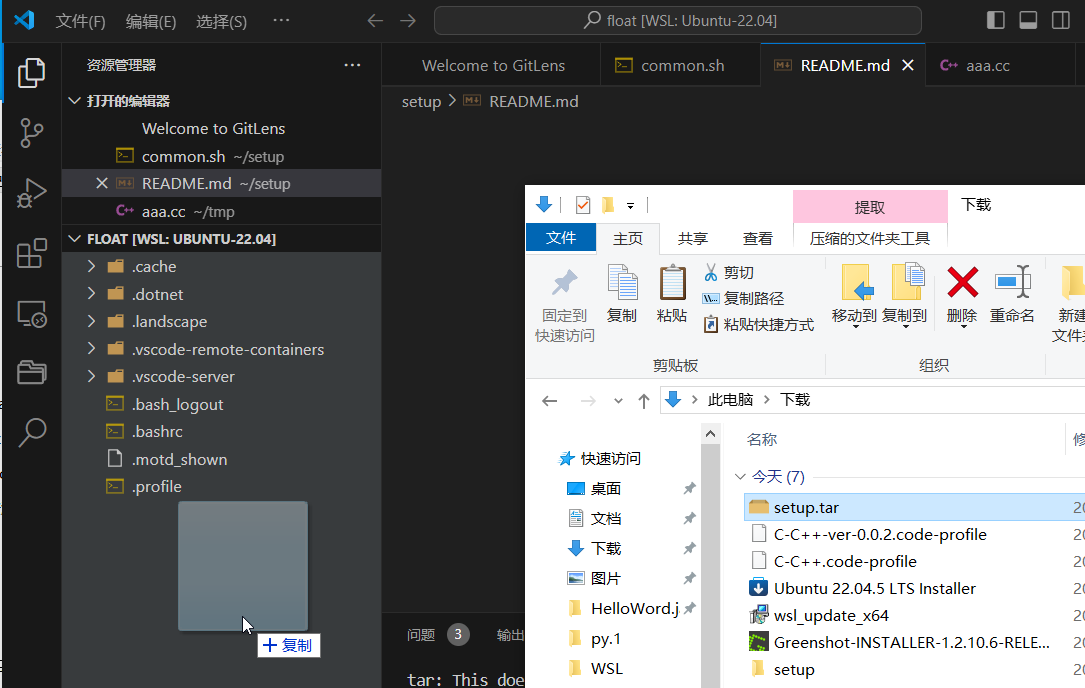 文件(F) 编辑(E) 选择(S) ··· float [WSL: Ubuntu-22.04]
资源管理器 ···
Welcome to GitLens common.sh README.md C++ aaa.cc
setup > README.md
打开的编辑器
Welcome to GitLens
common.sh ~/setup
README.md ~/setup
C++ aaa.cc ~/tmp
FLOAT [WSL: UBUNTU-22.04]
.cache
.dotnet
.landscape
.vscode-remote-containers
.vscode-server
.bash_logout
.bashrc
.motd_shown
.profile
+ 复制
问题 3 输出
tar: This doe
提取 下载
文件 主页 共享 查看 压缩的文件夹工具
固定到
快速访问
复制
粘贴
剪切
复制路径
粘贴快捷方式
移动到 复制到 删除 重命名
新建
文件夹
剪贴板 组织
此电脑 > 下载
快速访问
桌面
文档
下载
图片
HelloWord.j
py.1
WSL
名称
今天 (7)
setup.tar
C-C++-ver-0.0.2.code-profile
C-C++.code-profile
Ubuntu 22.04.5 LTS Installer
wsl_update_x64
Greenshot-INSTALLER-1.2.10.6-RELE...
setup